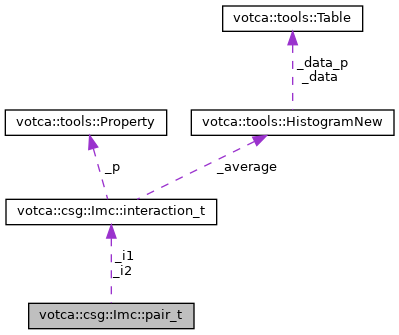 votca::tools::Table
_data_p
_data
votca::tools::Property
votca::tools::HistogramNew
_p
_average
votca::csg::Imc::interaction_t
_i1
_i2
votca::csg::Imc::pair_t